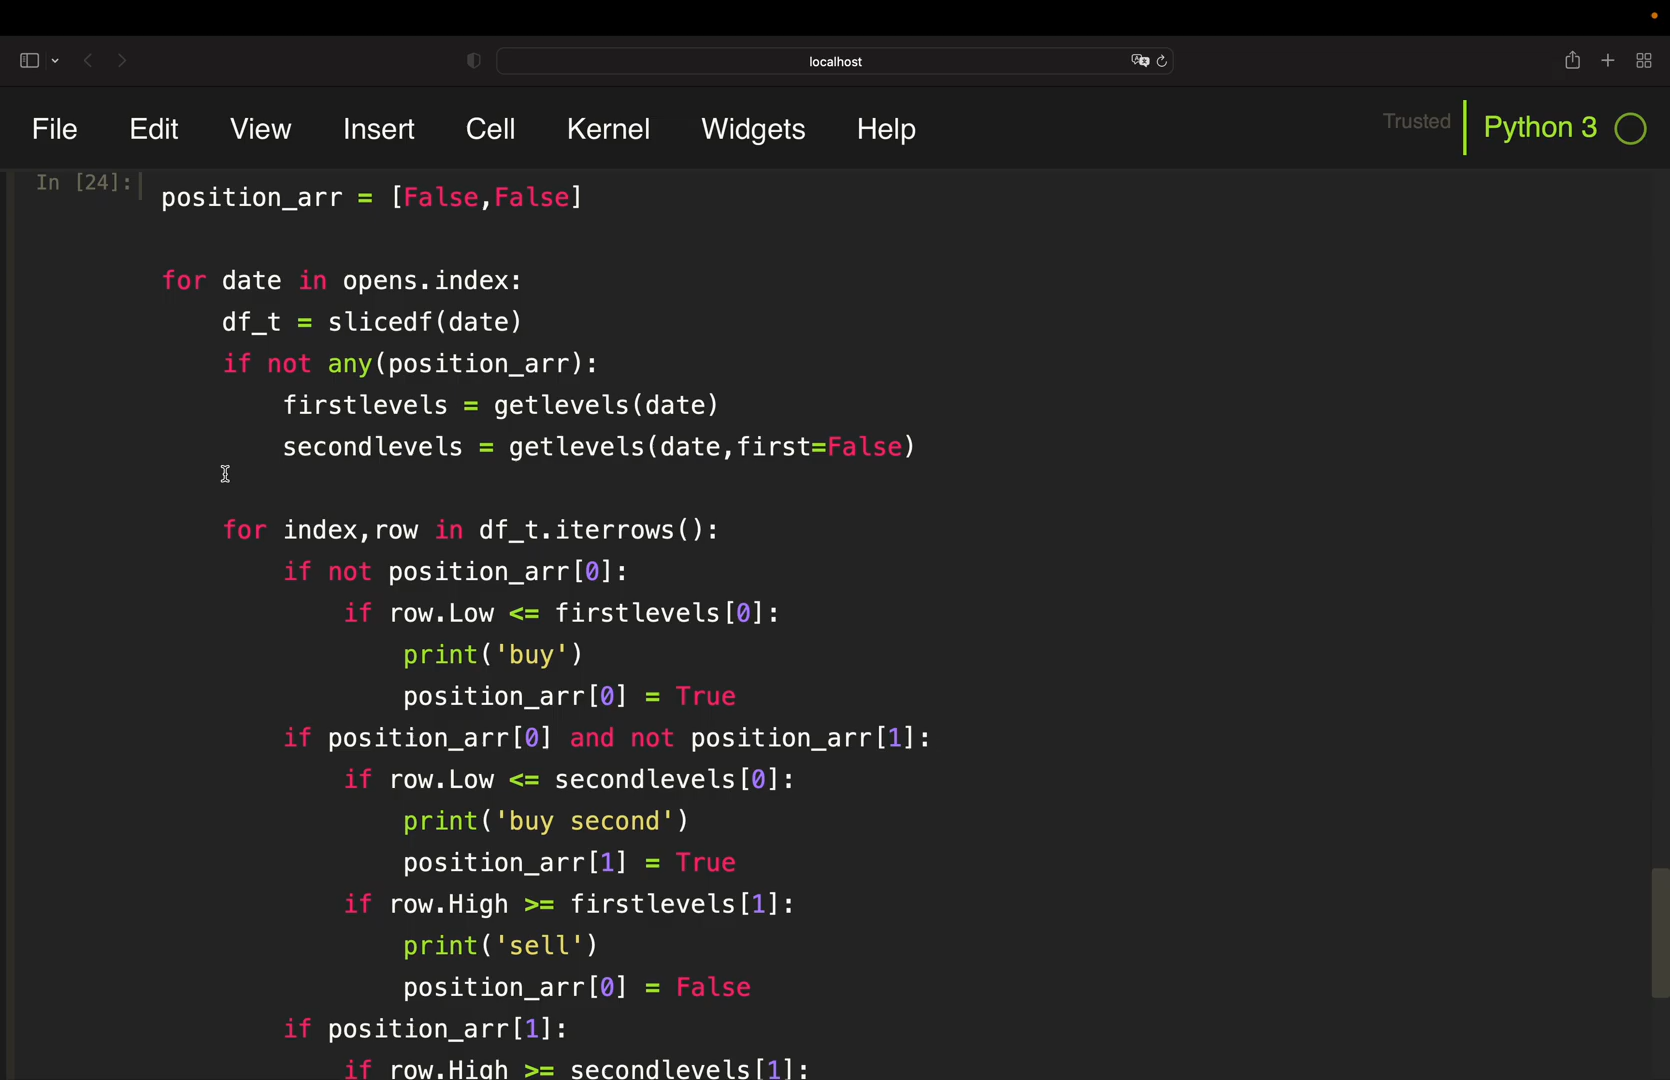 localhost
File Edit View Insert Cell Kernel Widgets Help Trusted Python 3
In [24]:
position_arr = [False,False]
for date in opens.index:
    df_t = slicedf(date)
    if not any(position_arr):
        firstlevels = getlevels(date)
        secondlevels = getlevels(date,first=False)
    for index,row in df_t.iterrows():
        if not position_arr[0]:
            if row.Low <= firstlevels[0]:
                print('buy')
                position_arr[0] = True
        if position_arr[0] and not position_arr[1]:
            if row.Low <= secondlevels[0]:
                print('buy second')
                position_arr[1] = True
            if row.High >= firstlevels[1]:
                print('sell')
                position_arr[0] = False
        if position_arr[1]:
            if row.High >= secondlevels[1]: